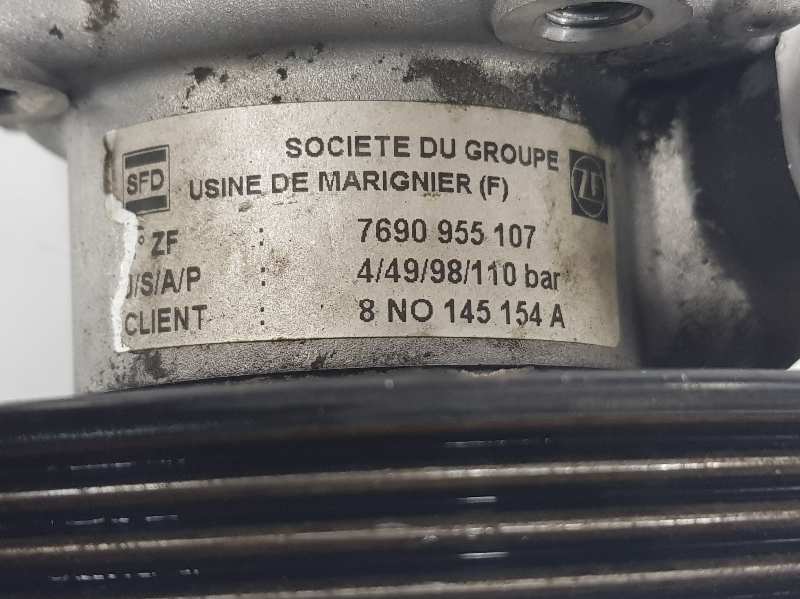 SFD
SOCIETE DU GROUPE
ZF
USINE DE MARIGNIER (F)
ZF : 7690 955 107
J/S/A/P : 4/49/98/110 bar
CLIENT : 8 NO 145 154 A